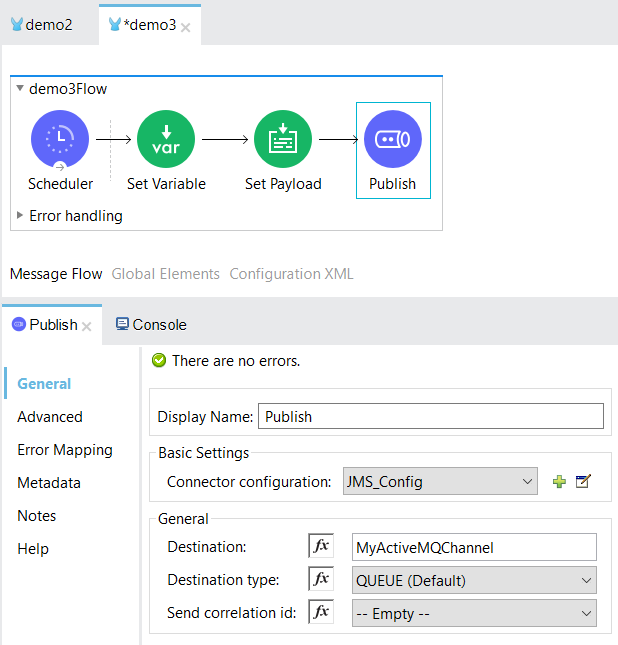 demo2
*demo3
demo3Flow
var
Scheduler
Set Variable
Set Payload
Publish
Error handling
Message Flow
Global Elements
Configuration XML
Publish
Console
There are no errors.
General
Advanced
Error Mapping
Metadata
Notes
Help
Display Name: Publish
Basic Settings
Connector configuration: JMS_Config
General
Destination: fx MyActiveMQChannel
Destination type: fx QUEUE (Default)
Send correlation id: fx -- Empty --